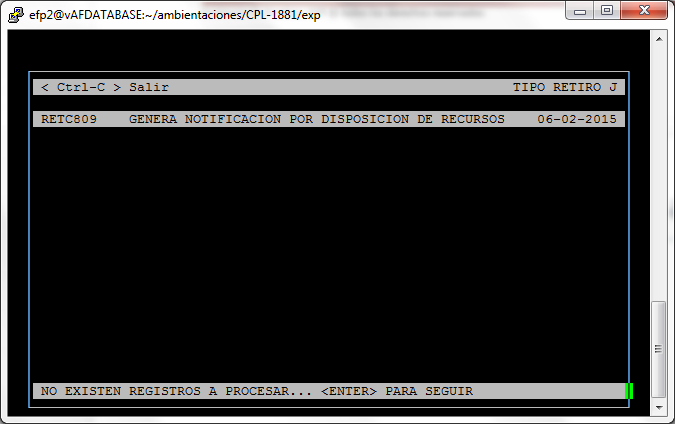 efp2@vAFDATABASE:~/ambientaciones/CPL-1881/exp
< Ctrl-C > Salir TIPO RETIRO J
RETC809 GENERA NOTIFICACION POR DISPOSICION DE RECURSOS 06-02-2015
NO EXISTEN REGISTROS A PROCESAR... <ENTER> PARA SEGUIR